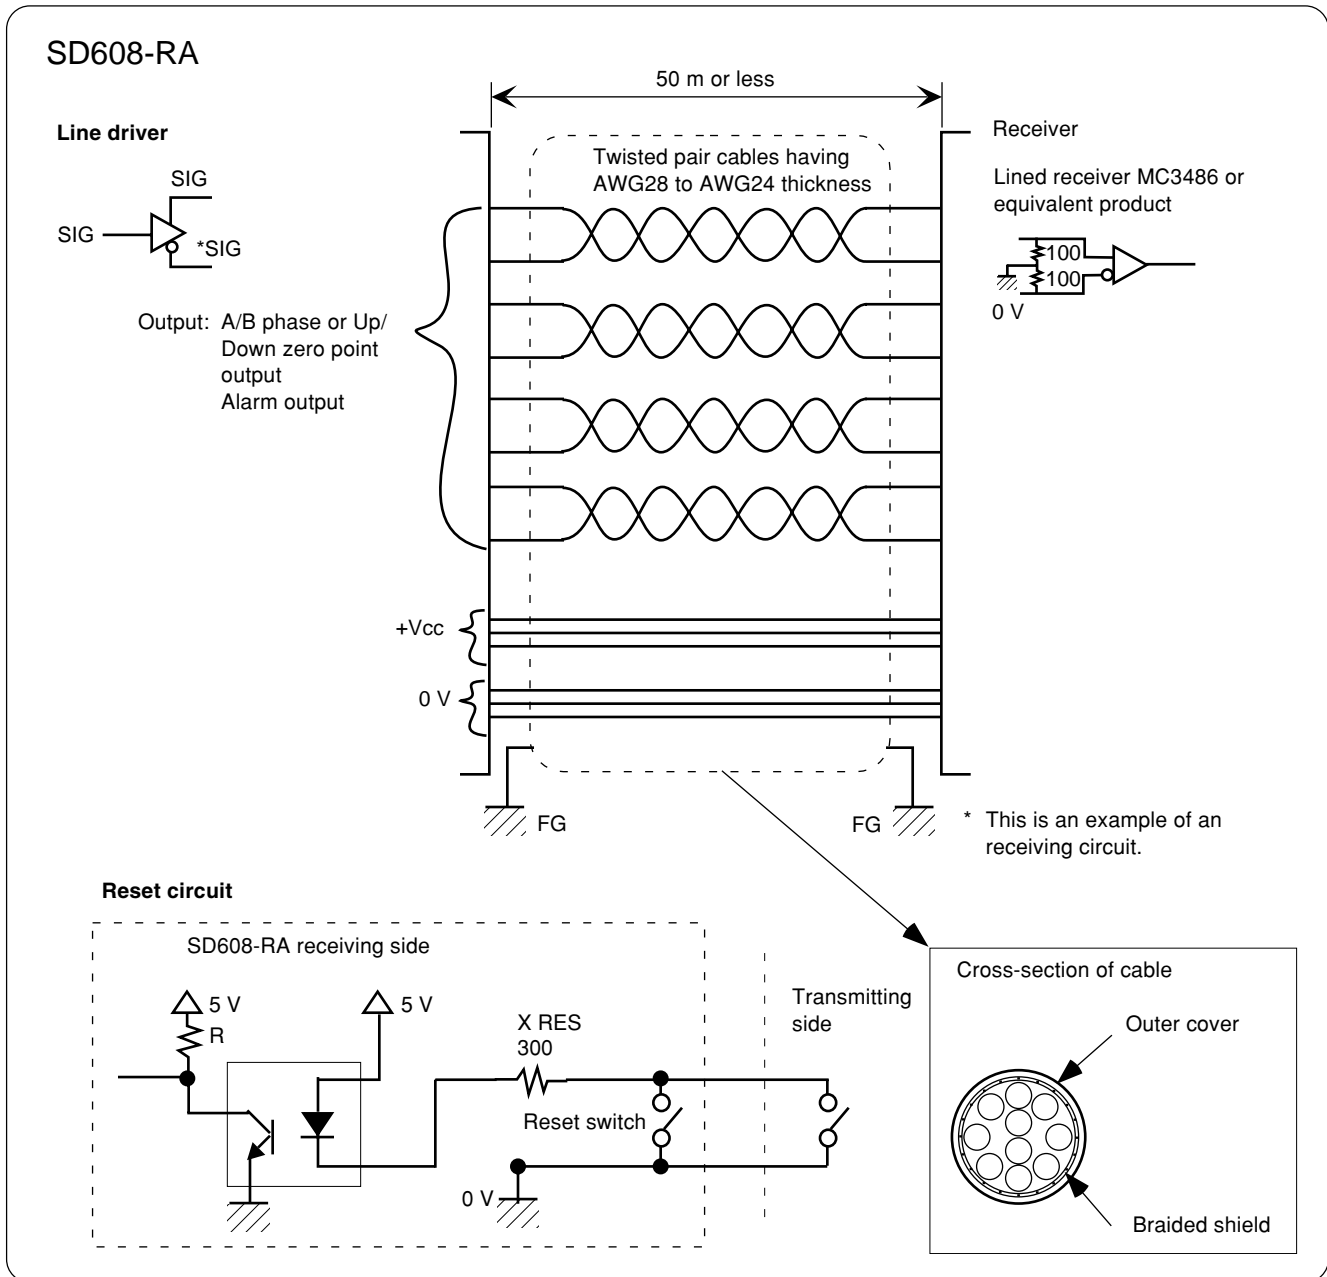 SD608-RA
50 m or less
Line driver
SIG
SIG
*SIG
Output: A/B phase or Up/
Down zero point
output
Alarm output
Twisted pair cables having
AWG28 to AWG24 thickness
Receiver
Lined receiver MC3486 or
equivalent product
100
100
0 V
+Vcc
0 V
FG
FG
* This is an example of an
receiving circuit.
Reset circuit
SD608-RA receiving side
5 V
R
5 V
X RES
300
Reset switch
0 V
Transmitting
side
Cross-section of cable
Outer cover
Braided shield